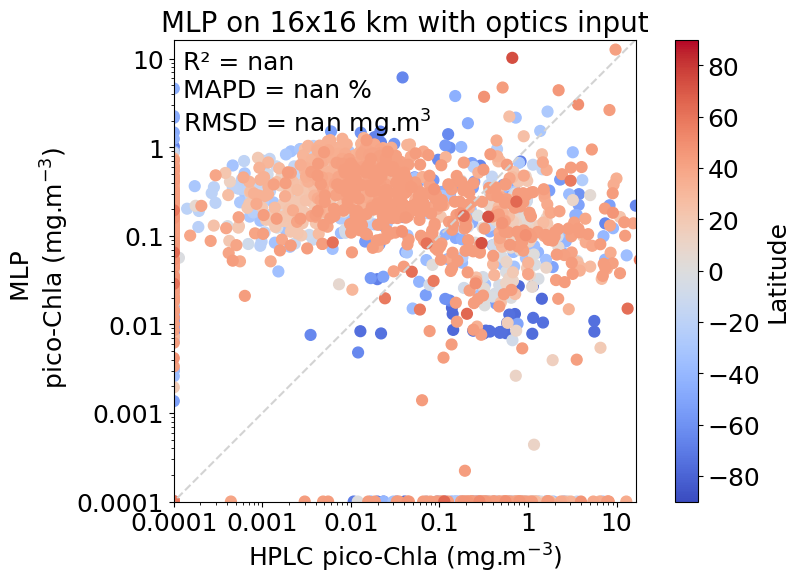 MLP on 16x16 km with optics input
R² = nan
MAPD = nan %
RMSD = nan mg.m³
MLP
pico-Chla (mg.m⁻³)
10
1
0.1
0.01
0.001
0.0001
0.0001 0.001 0.01 0.1 1 10
HPLC pico-Chla (mg.m⁻³)
80
60
40
20
0
−20
−40
−60
−80
Latitude